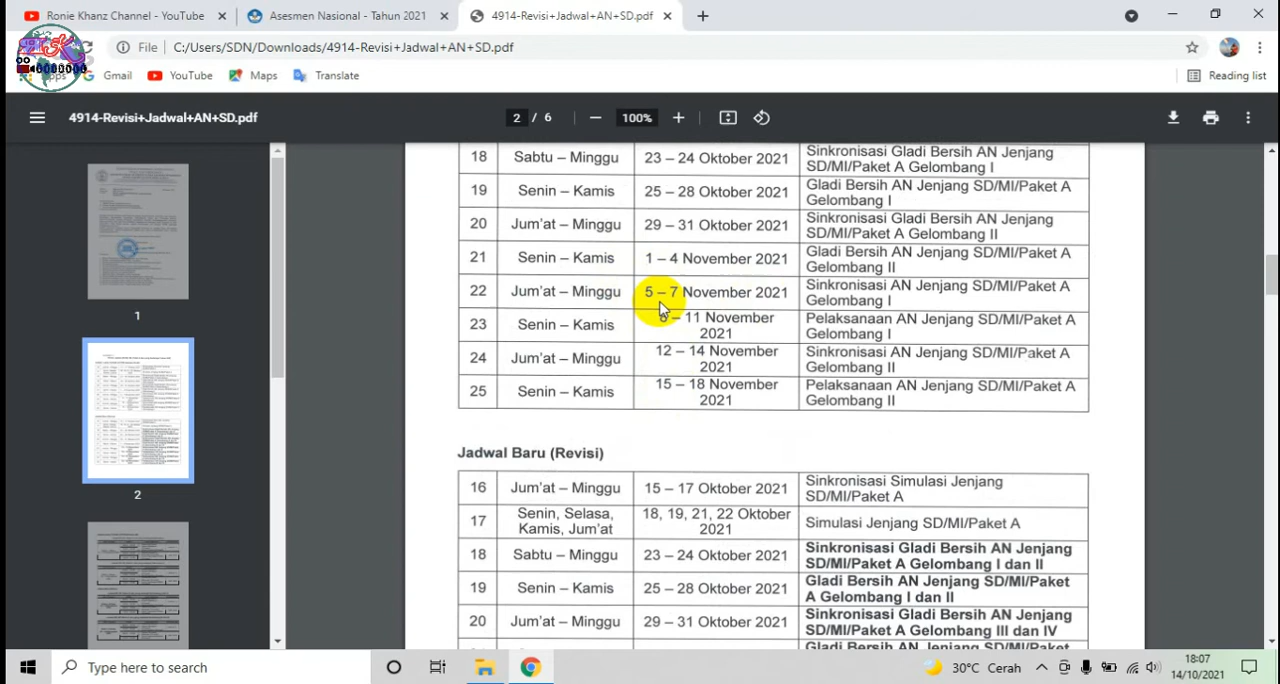 Ronie Khanz Channel - YouTube
Asesmen Nasional - Tahun 2021
4914-Revisi+Jadwal+AN+SD.pdf
File C:/Users/SDN/Downloads/4914-Revisi+Jadwal+AN+SD.pdf
Gmail YouTube Maps Translate Reading list
4914-Revisi+Jadwal+AN+SD.pdf 2 / 6 100%
18 Sabtu – Minggu 23 – 24 Oktober 2021 Sinkronisasi Gladi Bersih AN Jenjang
SD/MI/Paket A Gelombang I
19 Senin – Kamis 25 – 28 Oktober 2021 Gladi Bersih AN Jenjang SD/MI/Paket A
Gelombang I
20 Jum'at – Minggu 29 – 31 Oktober 2021 Sinkronisasi Gladi Bersih AN Jenjang
SD/MI/Paket A Gelombang II
21 Senin – Kamis 1 – 4 November 2021 Gladi Bersih AN Jenjang SD/MI/Paket A
Gelombang II
22 Jum'at – Minggu 5 – 7 November 2021 Sinkronisasi AN Jenjang SD/MI/Paket A
Gelombang I
23 Senin – Kamis 8 – 11 November
2021 Pelaksanaan AN Jenjang SD/MI/Paket A
Gelombang I
24 Jum'at – Minggu 12 – 14 November
2021 Sinkronisasi AN Jenjang SD/MI/Paket A
Gelombang II
25 Senin – Kamis 15 – 18 November
2021 Pelaksanaan AN Jenjang SD/MI/Paket A
Gelombang II
Jadwal Baru (Revisi)
16 Jum'at – Minggu 15 – 17 Oktober 2021 Sinkronisasi Simulasi Jenjang
SD/MI/Paket A
17 Senin, Selasa,
Kamis, Jum'at 18, 19, 21, 22 Oktober
2021 Simulasi Jenjang SD/MI/Paket A
18 Sabtu – Minggu 23 – 24 Oktober 2021 Sinkronisasi Gladi Bersih AN Jenjang
SD/MI/Paket A Gelombang I dan II
19 Senin – Kamis 25 – 28 Oktober 2021 Gladi Bersih AN Jenjang SD/MI/Paket
A Gelombang I dan II
20 Jum'at – Minggu 29 – 31 Oktober 2021 Sinkronisasi Gladi Bersih AN Jenjang
SD/MI/Paket A Gelombang III dan IV
Gladi Bersih AN Jenjang SD/MI/Paket
1
2
Type here to search
30°C Cerah
18:07
14/10/2021